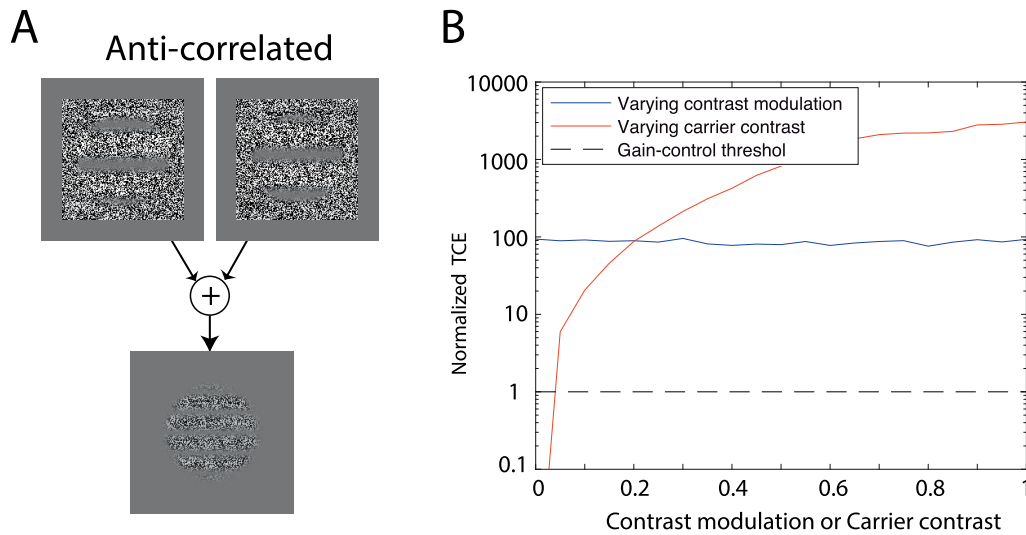 A
Anti-correlated
+
B
10000
1000
100
10
1
0.1
Normalized TCE
Varying contrast modulation
Varying carrier contrast
Gain-control threshol
0 0.2 0.4 0.6 0.8 1
Contrast modulation or Carrier contrast